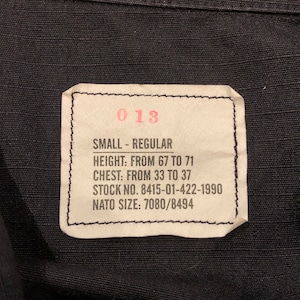 013
SMALL - REGULAR
HEIGHT: FROM 67 TO 71
CHEST: FROM 33 TO 37
STOCK NO. 8415-01-422-1990
NATO SIZE: 7080/8494